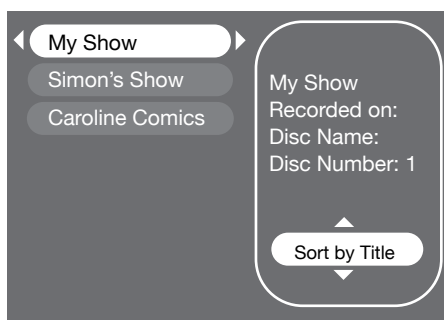 My Show
Simon's Show
Caroline Comics
My Show
Recorded on:
Disc Name:
Disc Number: 1
Sort by Title